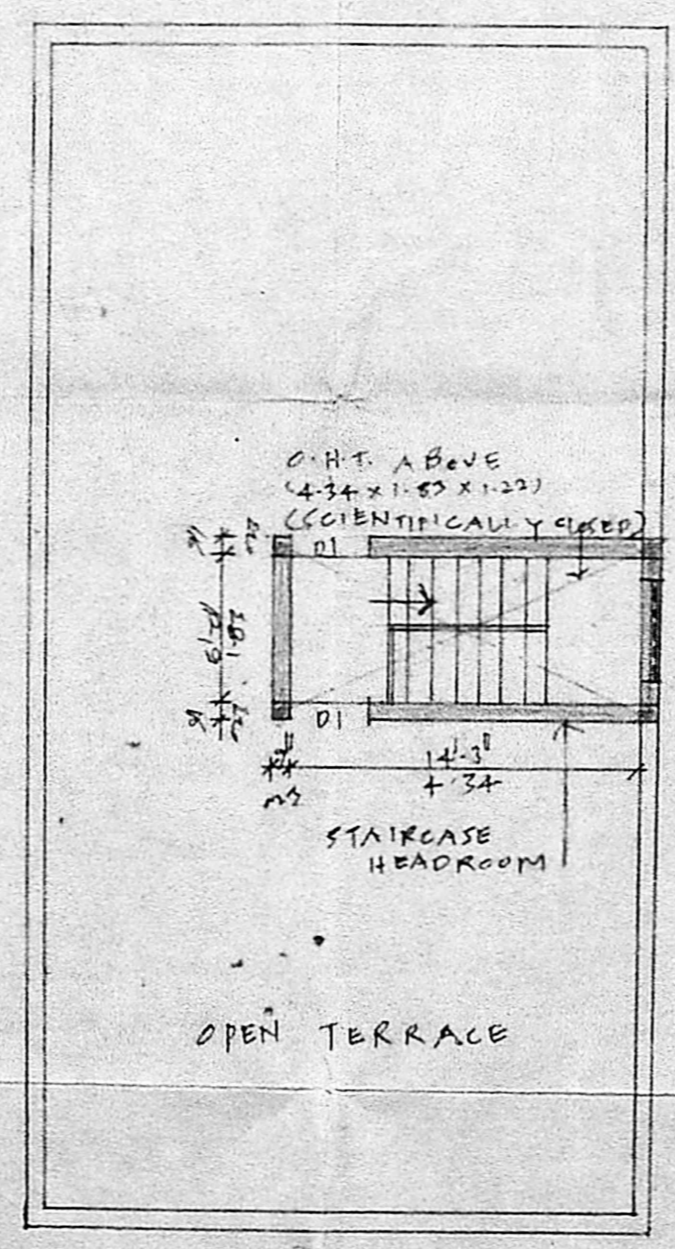 O.H.T. ABOVE
(4.34 x 1.83 x 1.22)
(SCIENTIFICALLY CLOSED)
D1
D1
14'-3"
4.34
STAIRCASE
HEADROOM
OPEN TERRACE